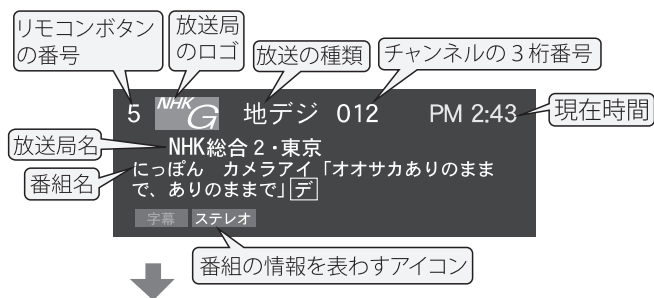 リモコンボタン
の番号
放送局
のロゴ
放送の種類
チャンネルの3桁番号
5 NHK G 地デジ 012 PM 2:43
現在時間
放送局名
NHK総合2・東京
番組名
にっぽん　カメラアイ「オオサカありのまま
で、ありのままで」デ
字幕 ステレオ
番組の情報を表わすアイコン